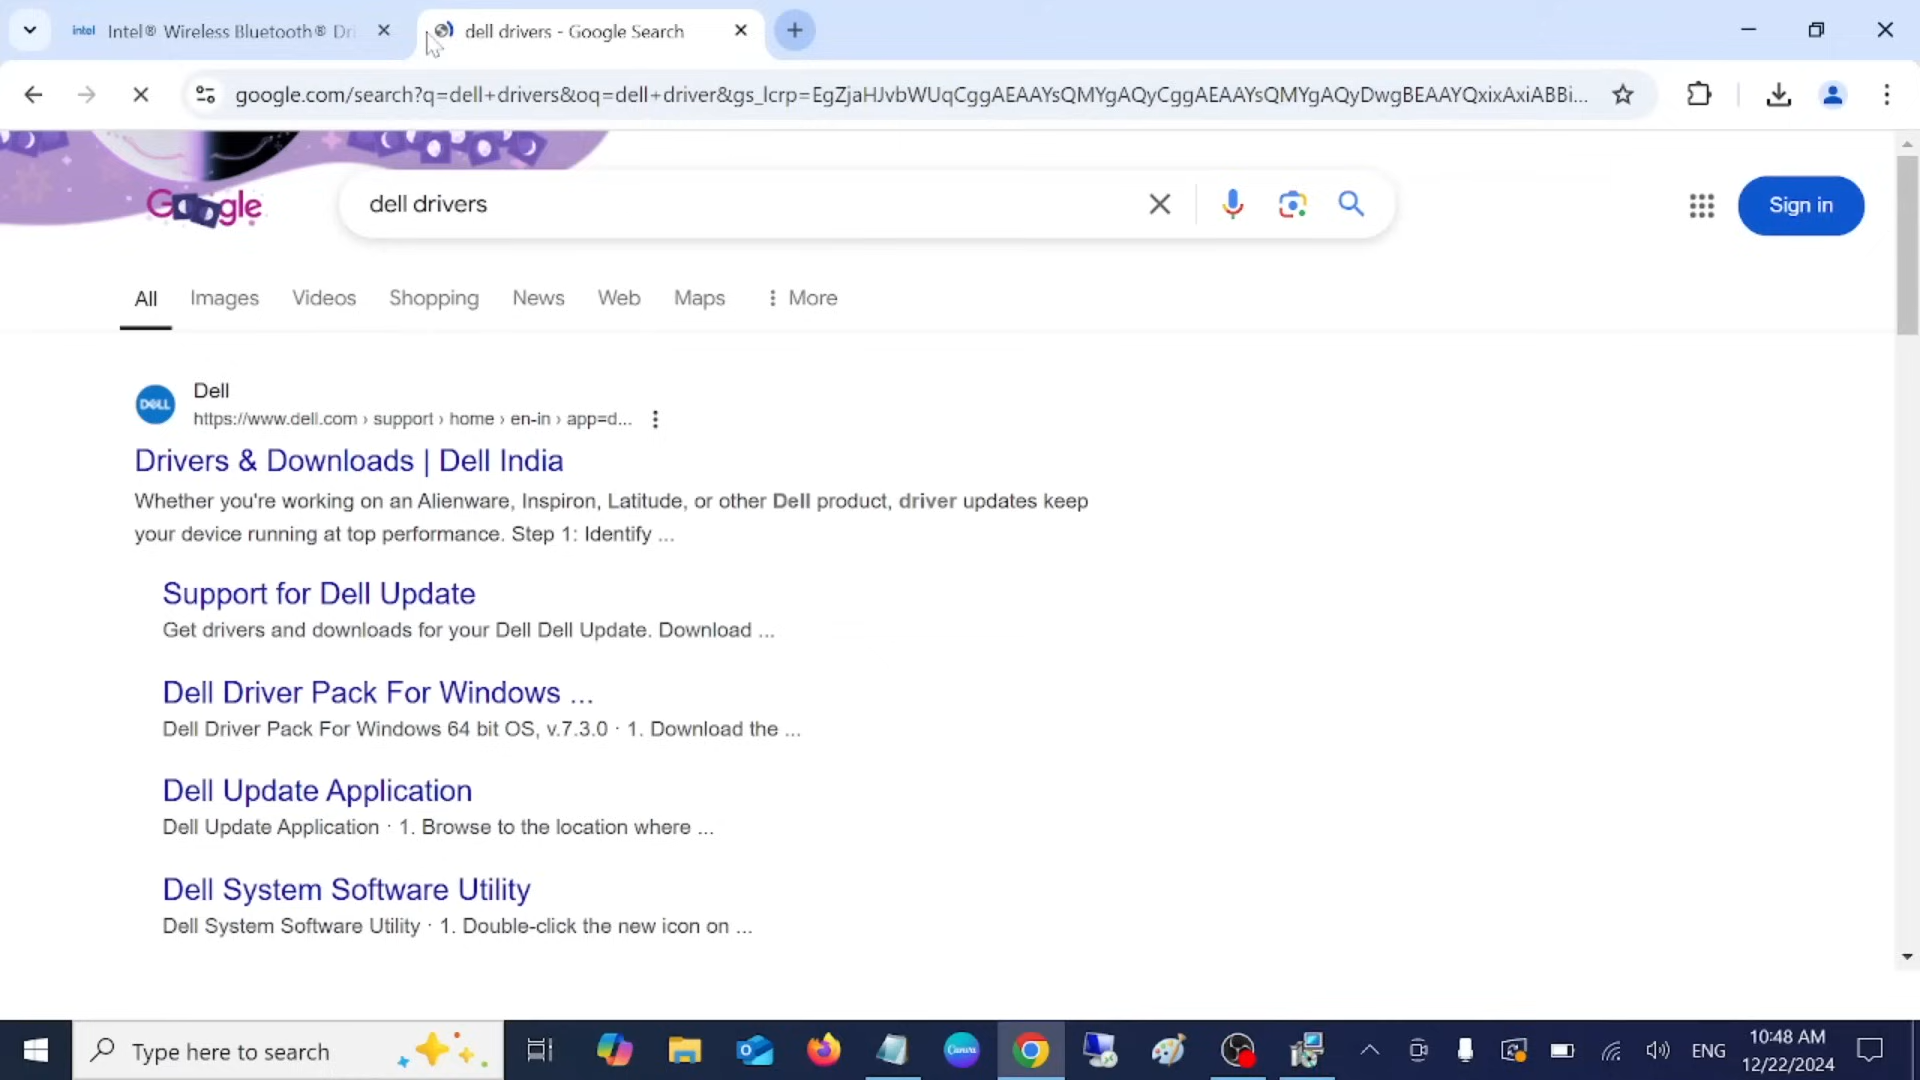 intel Intel® Wireless Bluetooth® Dri
dell drivers - Google Search
google.com/search?q=dell+drivers&oq=dell+driver&gs_lcrp=EgZjaHJvbWUqCggAEAAYsQMYgAQyCggAEAAYsQMYgAQyDwgBEAAYQxixAxiABBi...
Google
dell drivers
Sign in
All Images Videos Shopping News Web Maps More
DELL
Dell
https://www.dell.com › support › home › en-in › app=d...
Drivers & Downloads | Dell India
Whether you're working on an Alienware, Inspiron, Latitude, or other Dell product, driver updates keep
your device running at top performance. Step 1: Identify ...
Support for Dell Update
Get drivers and downloads for your Dell Dell Update. Download ...
Dell Driver Pack For Windows ...
Dell Driver Pack For Windows 64 bit OS, v.7.3.0 · 1. Download the ...
Dell Update Application
Dell Update Application · 1. Browse to the location where ...
Dell System Software Utility
Dell System Software Utility · 1. Double-click the new icon on ...
Type here to search
Canva
ENG
10:48 AM
12/22/2024